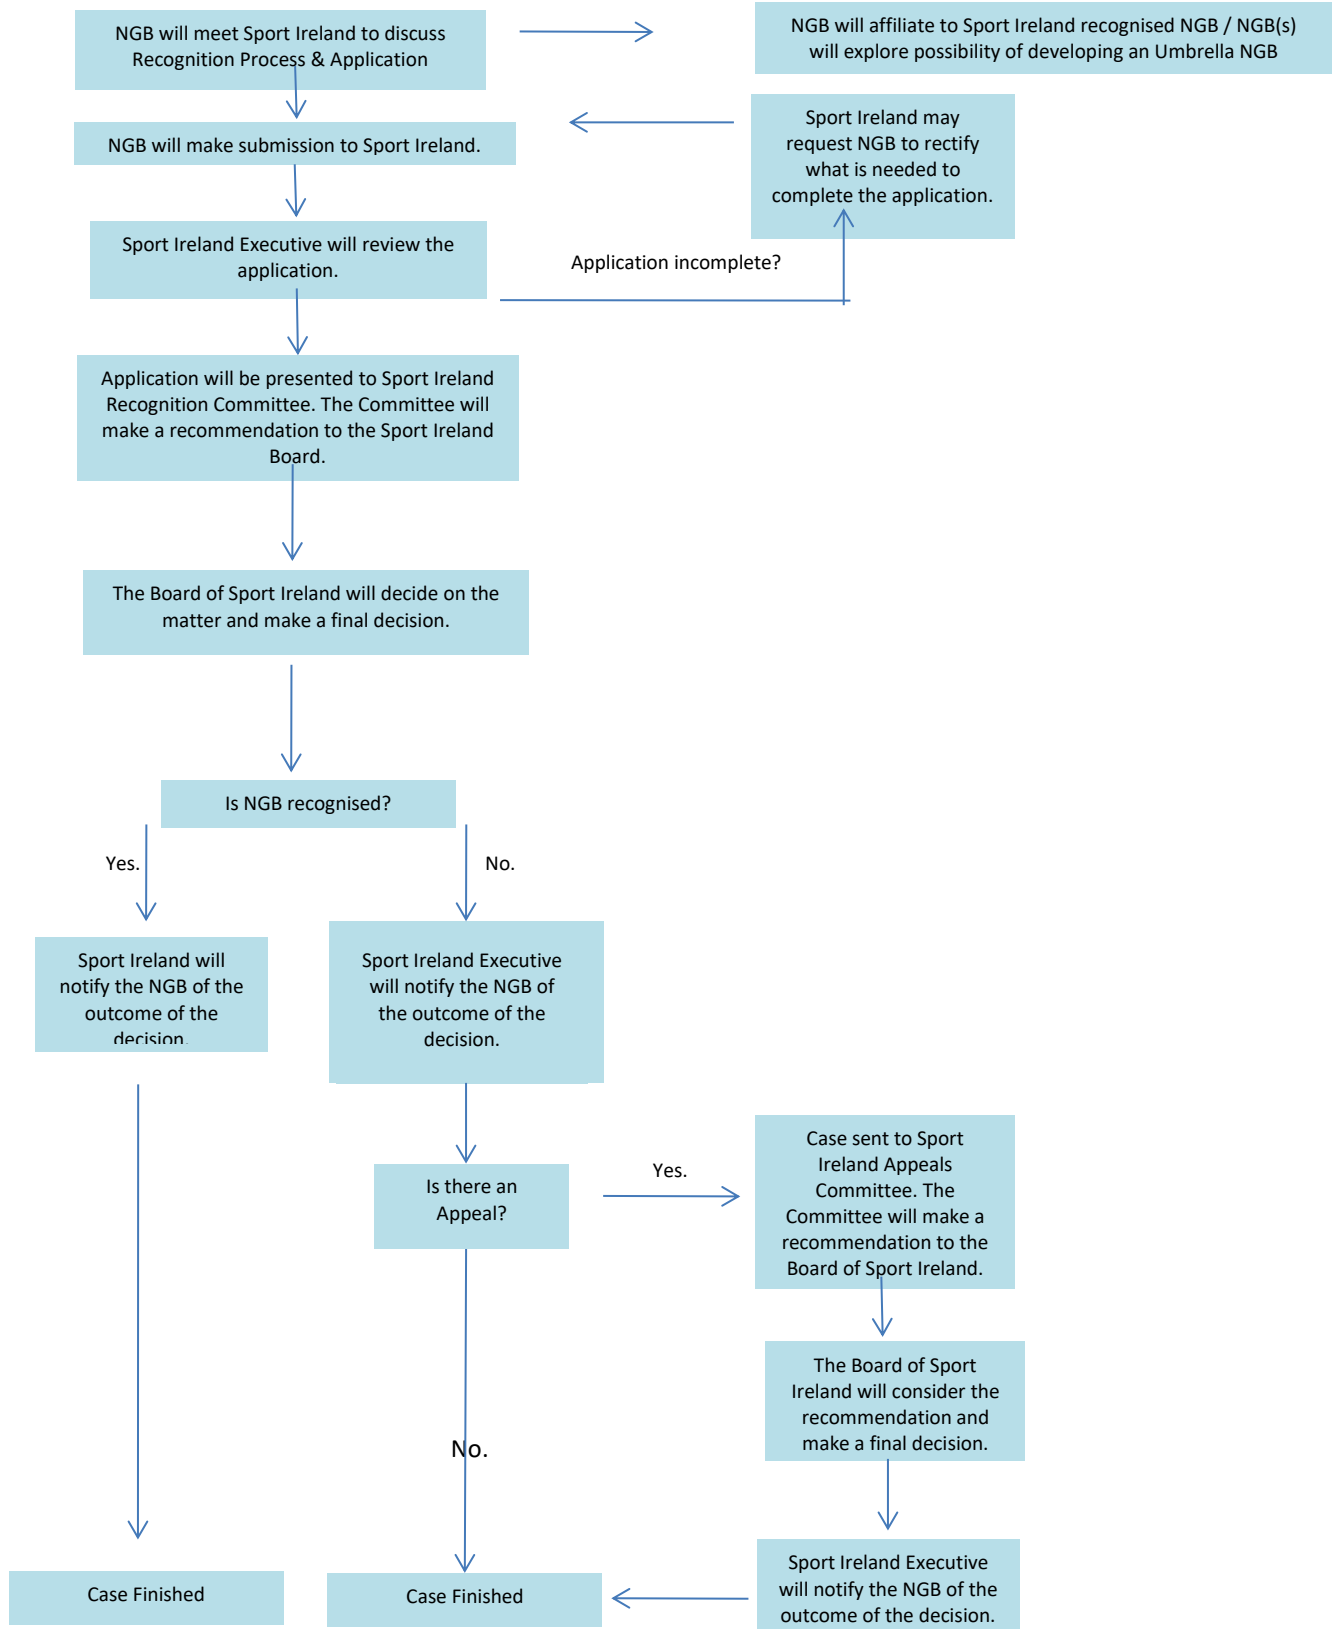 NGB will meet Sport Ireland to discuss
Recognition Process & Application
NGB will affiliate to Sport Ireland recognised NGB / NGB(s)
will explore possibility of developing an Umbrella NGB
Sport Ireland may
request NGB to rectify
what is needed to
complete the application.
NGB will make submission to Sport Ireland.
Sport Ireland Executive will review the
application.
Application incomplete?
Application will be presented to Sport Ireland
Recognition Committee. The Committee will
make a recommendation to the Sport Ireland
Board.
The Board of Sport Ireland will decide on the
matter and make a final decision.
Is NGB recognised?
Yes.
No.
Sport Ireland will
notify the NGB of the
outcome of the
decision.
Sport Ireland Executive
will notify the NGB of
the outcome of the
decision.
Is there an
Appeal?
Yes.
Case sent to Sport
Ireland Appeals
Committee. The
Committee will make a
recommendation to the
Board of Sport Ireland.
The Board of Sport
Ireland will consider the
recommendation and
make a final decision.
No.
Sport Ireland Executive
will notify the NGB of the
outcome of the decision.
Case Finished
Case Finished